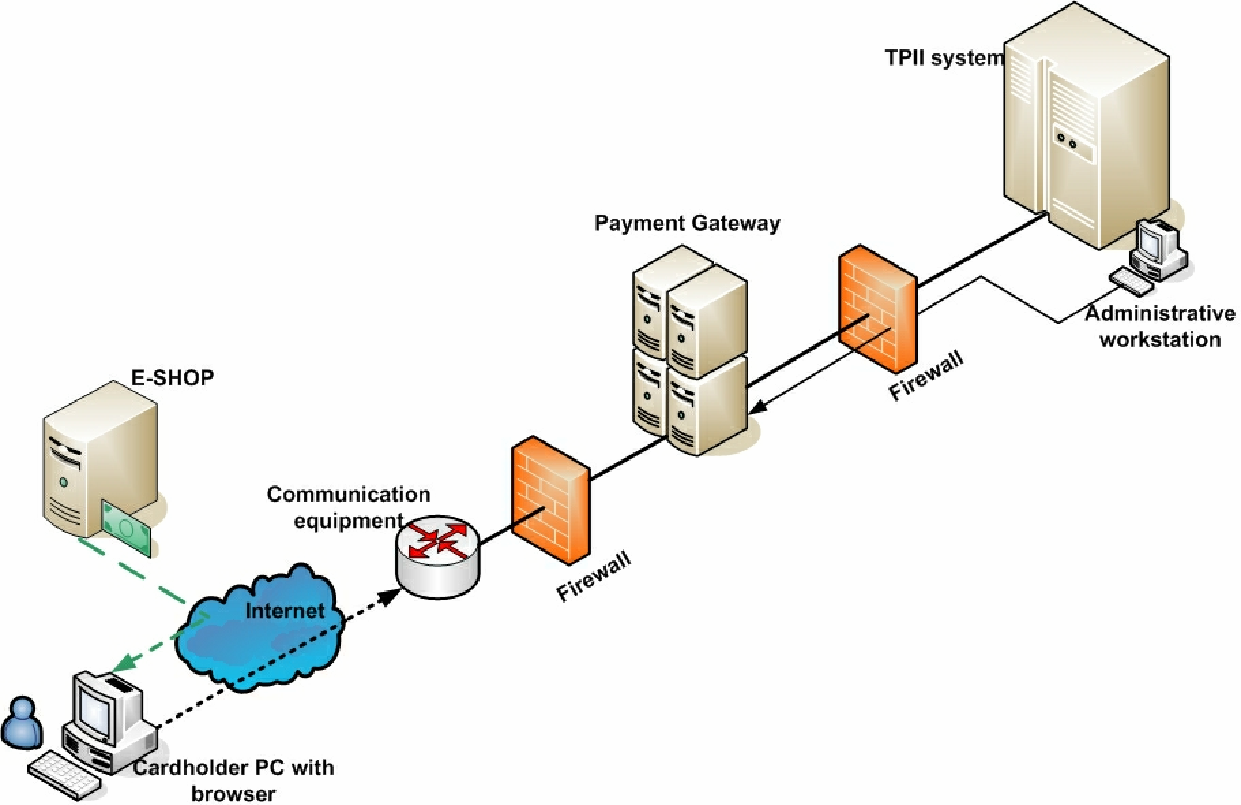 TPII system
Payment Gateway
Administrative
workstation
Firewall
E-SHOP
Communication
equipment
Firewall
Internet
Cardholder PC with
browser